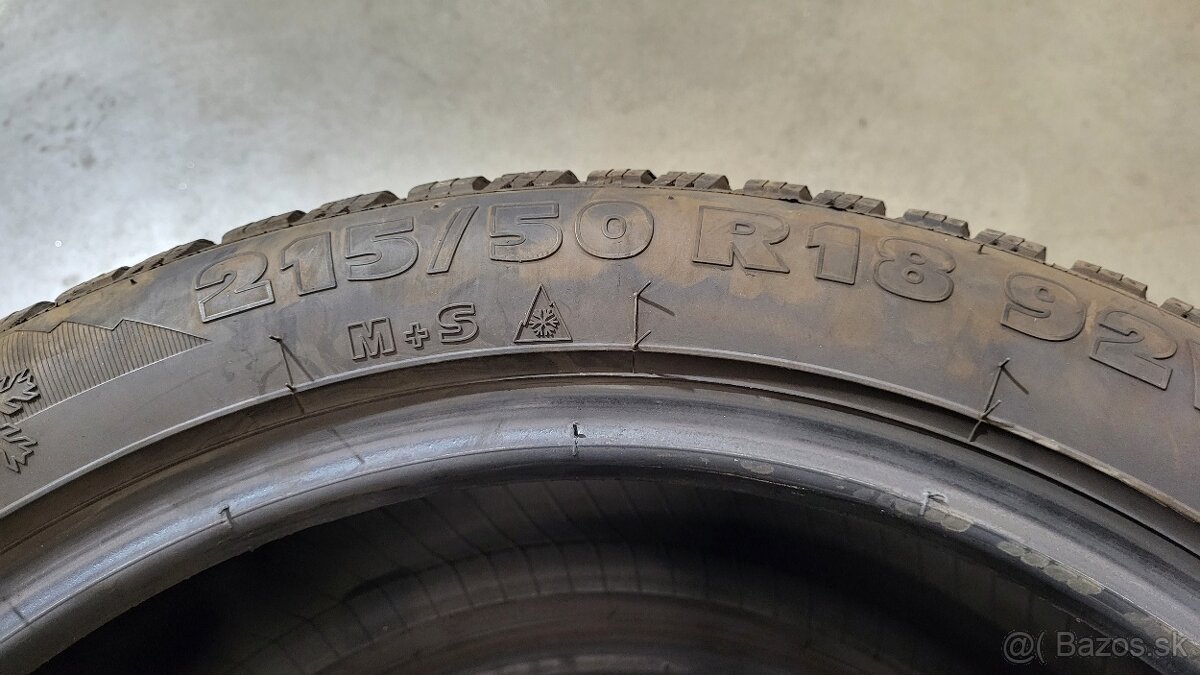 215/50 R18 92
M+S
@( Bazos.sk